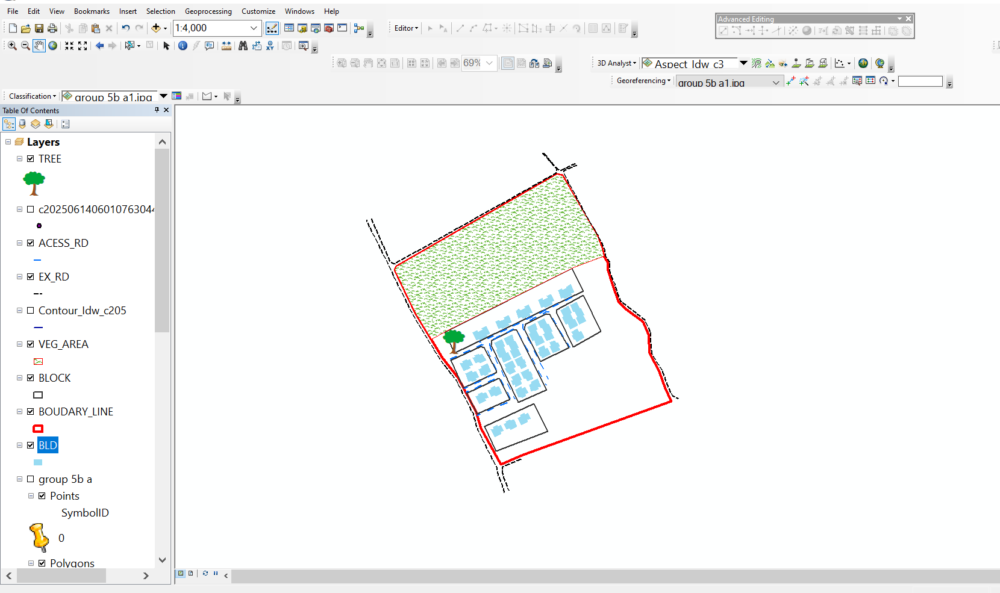 File Edit View Bookmarks Insert Selection Geoprocessing Customize Windows Help
1:4,000
Editor
Advanced Editing
69%
3D Analyst
Aspect_Idw_c3
Georeferencing
group 5b a1.jpg
Classification
group 5b a1.jpg
Table Of Contents
Layers
TREE
c2025061406010763044
ACESS_RD
EX_RD
Contour_Idw_c205
VEG_AREA
BLOCK
BOUDARY_LINE
BLD
group 5b a
Points
SymbolID
0
Polygons